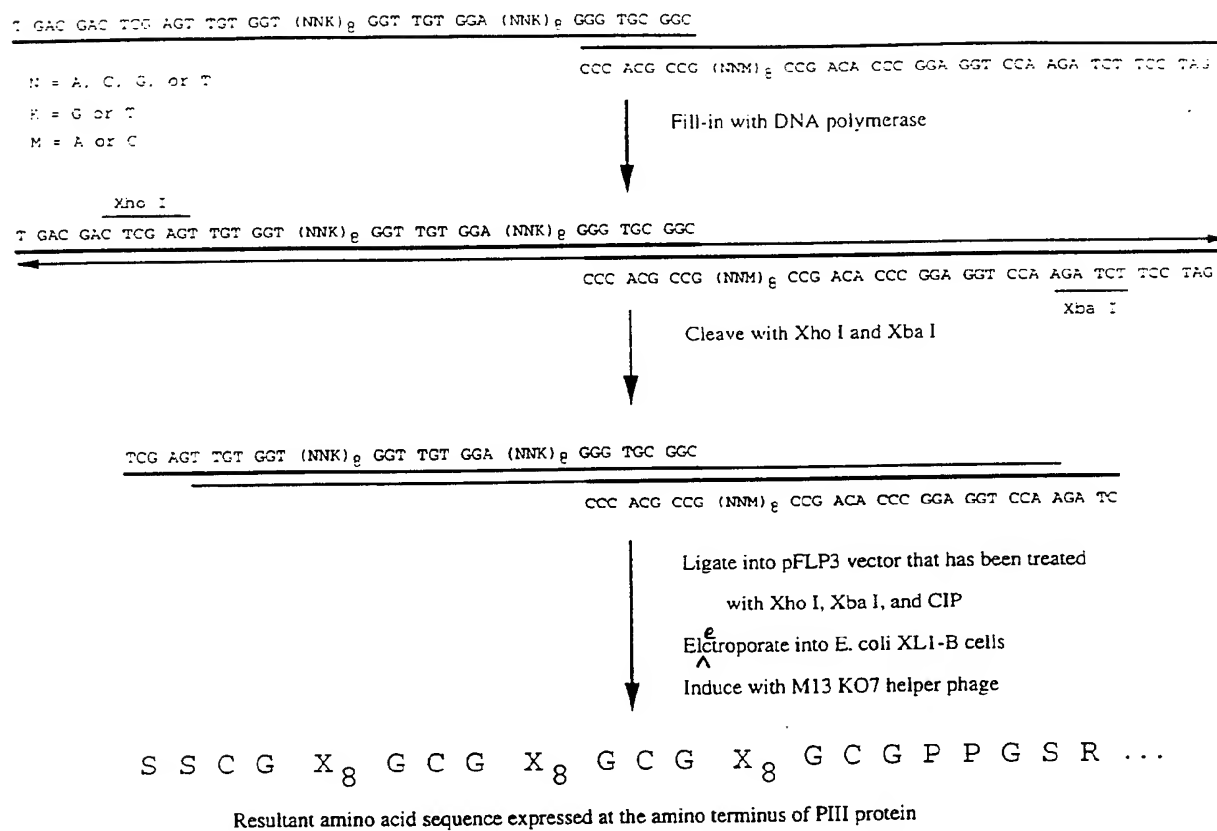 T GAC GAC TCG AGT TGT GGT (NNK)8 GGT TGT GGA (NNK)8 GGG TGC GGC
CCC ACG CCG (NNM)8 CCG ACA CCC GGA GGT CCA AGA TCT TCC TAG
N = A, C, G, or T
K = G or T
M = A or C
Fill-in with DNA polymerase
Xho I
T GAC GAC TCG AGT TGT GGT (NNK)8 GGT TGT GGA (NNK)8 GGG TGC GGC
CCC ACG CCG (NNM)8 CCG ACA CCC GGA GGT CCA AGA TCT TCC TAG
Xba I
Cleave with Xho I and Xba I
TCG AGT TGT GGT (NNK)8 GGT TGT GGA (NNK)8 GGG TGC GGC
CCC ACG CCG (NNM)8 CCG ACA CCC GGA GGT CCA AGA TC
Ligate into pFLP3 vector that has been treated
with Xho I, Xba I, and CIP
e
Elctroporate into E. coli XL1-B cells
Induce with M13 KO7 helper phage
S S C G X8 G C G X8 G C G X8 G C G P P G S R ...
Resultant amino acid sequence expressed at the amino terminus of PIII protein